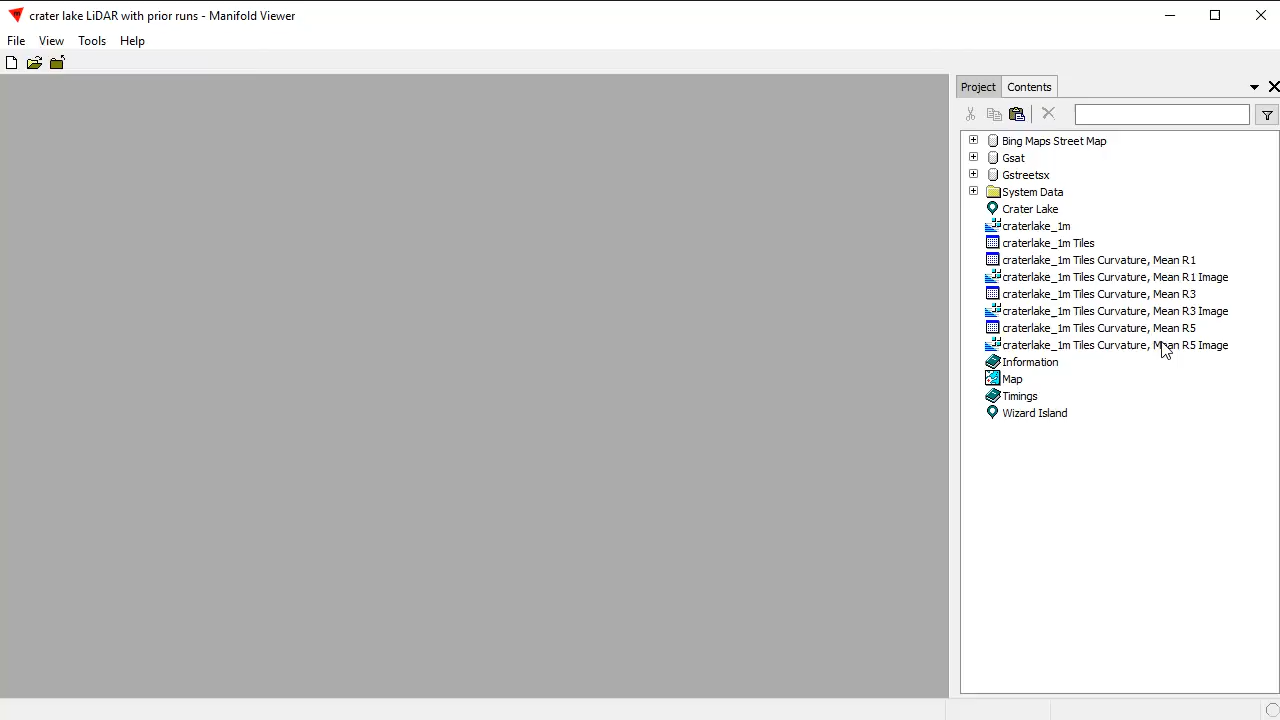 crater lake LiDAR with prior runs - Manifold Viewer
File View Tools Help
Project Contents
Bing Maps Street Map
Gsat
Gstreetsx
System Data
Crater Lake
craterlake_1m
craterlake_1m Tiles
craterlake_1m Tiles Curvature, Mean R1
craterlake_1m Tiles Curvature, Mean R1 Image
craterlake_1m Tiles Curvature, Mean R3
craterlake_1m Tiles Curvature, Mean R3 Image
craterlake_1m Tiles Curvature, Mean R5
craterlake_1m Tiles Curvature, Mean R5 Image
Information
Map
Timings
Wizard Island